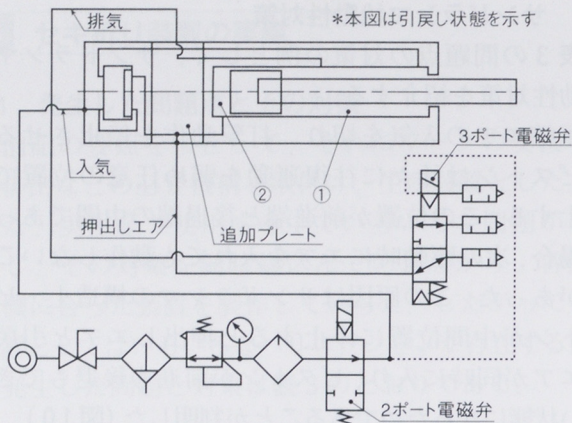 排気
*本図は引戻し状態を示す
3ポート電磁弁
入気
② ①
押出しエア
追加プレート
2ポート電磁弁